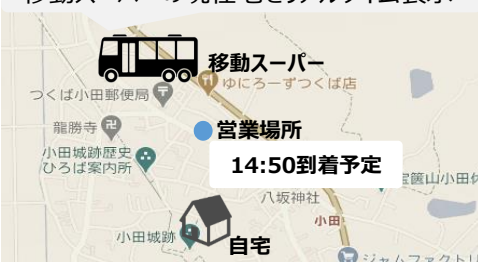 移動スーパーの現在地をリアルタイム表示
移動スーパー
ゆにろーずつくば店
つくば小田郵便局
龍勝寺
営業場所
小田城跡歴史
ひろば案内所
14:50到着予定
宝篋山小田休
八坂神社
小田
小田城跡
自宅
ジャムファクトリ